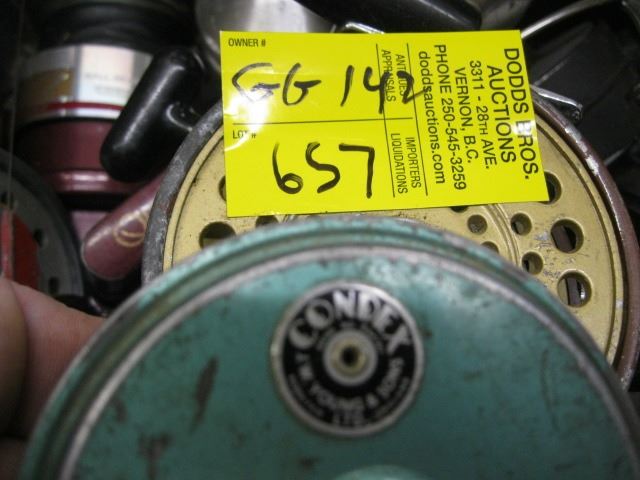 OWNER #
GG 142
LOT #
657
ANTIQUES
APPRAISALS
IMPORTERS
LIQUIDATIONS
DODDS BROS.
AUCTIONS
3311 - 28TH AVE.
VERNON, B.C.
PHONE 250-545-3259
doddsauctions.com
CONDEX
J.W. YOUNG & SONS
LTD.